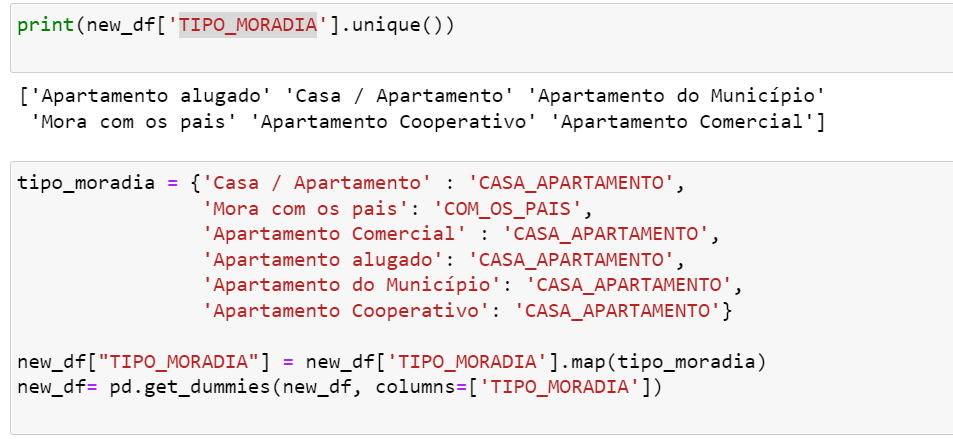 print(new_df['TIPO_MORADIA'].unique())
['Apartamento alugado' 'Casa / Apartamento' 'Apartamento do Município'
 'Mora com os pais' 'Apartamento Cooperativo' 'Apartamento Comercial']
tipo_moradia = {'Casa / Apartamento' : 'CASA_APARTAMENTO',
                'Mora com os pais': 'COM_OS_PAIS',
                'Apartamento Comercial' : 'CASA_APARTAMENTO',
                'Apartamento alugado': 'CASA_APARTAMENTO',
                'Apartamento do Município': 'CASA_APARTAMENTO',
                'Apartamento Cooperativo': 'CASA_APARTAMENTO'}
new_df["TIPO_MORADIA"] = new_df['TIPO_MORADIA'].map(tipo_moradia)
new_df= pd.get_dummies(new_df, columns=['TIPO_MORADIA'])